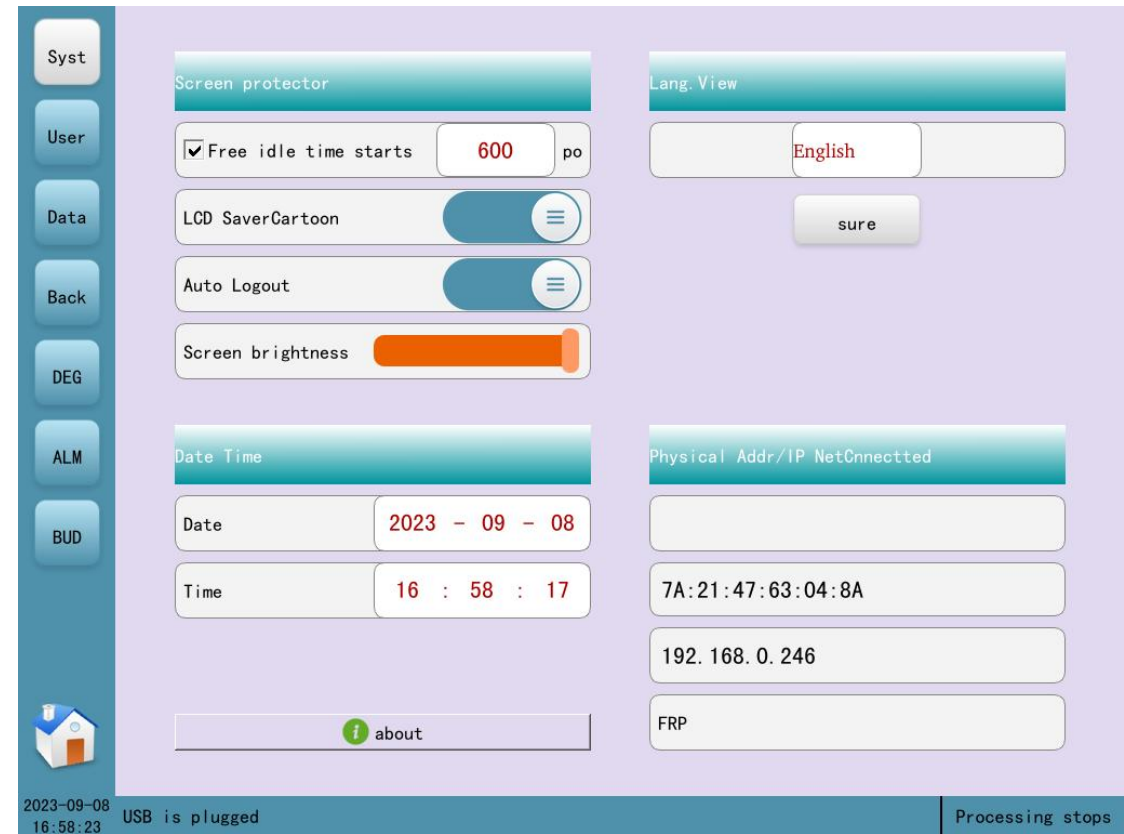 Syst
User
Data
Back
DEG
ALM
BUD
Screen protector
Free idle time starts 600 po
LCD SaverCartoon
Auto Logout
Screen brightness
Lang.View
English
sure
Date Time
Date 2023 - 09 - 08
Time 16 : 58 : 17
about
Physical Addr/IP NetCnnectted
7A:21:47:63:04:8A
192.168.0.246
FRP
2023-09-08
16:58:23
USB is plugged
Processing stops